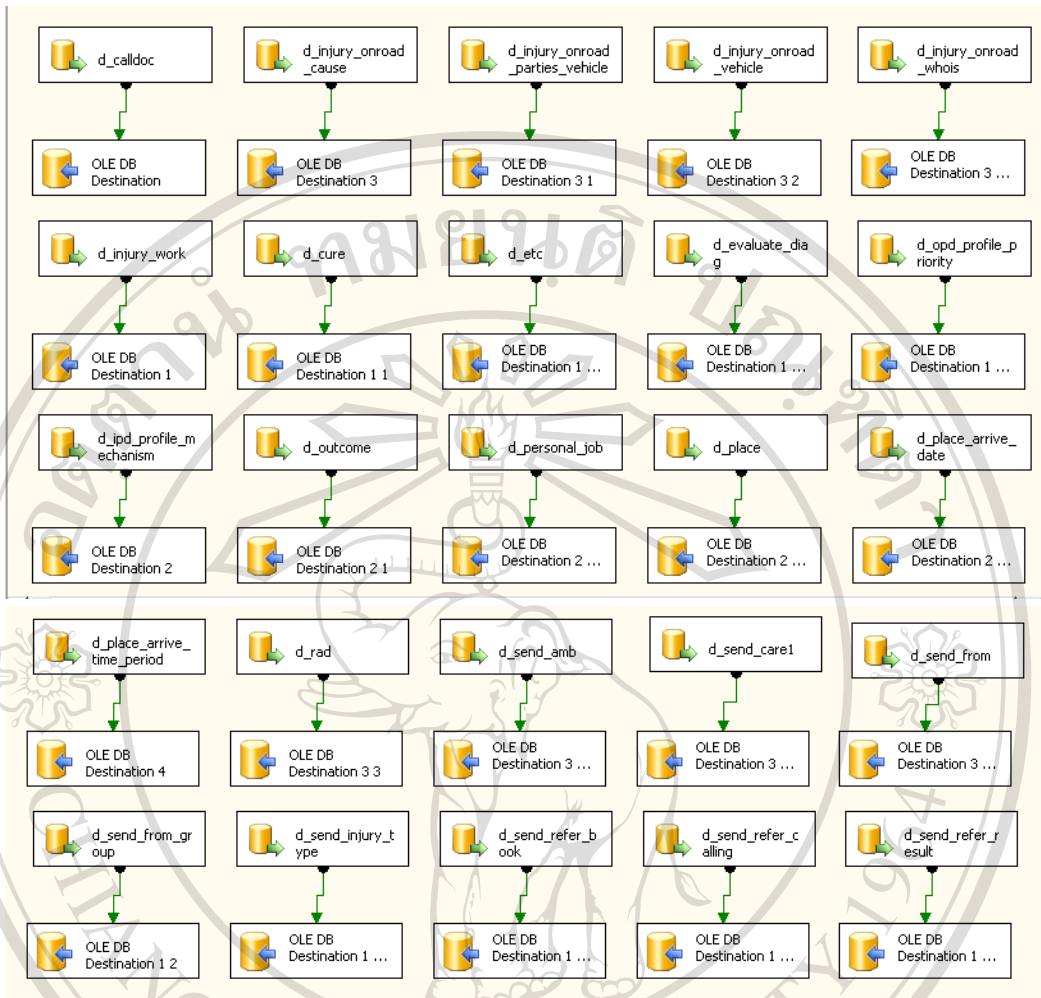 d_calldoc
d_injury_onroad
_cause
d_injury_onroad
_parties_vehicle
d_injury_onroad
_vehicle
d_injury_onroad
_whois
OLE DB
Destination
OLE DB
Destination 3
OLE DB
Destination 3 1
OLE DB
Destination 3 2
OLE DB
Destination 3 ...
d_injury_work
d_cure
d_etc
d_evaluate_dia
g
d_opd_profile_p
riority
OLE DB
Destination 1
OLE DB
Destination 1 1
OLE DB
Destination 1 ...
OLE DB
Destination 1 ...
OLE DB
Destination 1 ...
d_ipd_profile_m
echanism
d_outcome
d_personal_job
d_place
d_place_arrive_
date
OLE DB
Destination 2
OLE DB
Destination 2 1
OLE DB
Destination 2 ...
OLE DB
Destination 2 ...
OLE DB
Destination 2 ...
d_place_arrive_
time_period
d_rad
d_send_amb
d_send_care1
d_send_from
OLE DB
Destination 4
OLE DB
Destination 3 3
OLE DB
Destination 3 ...
OLE DB
Destination 3 ...
OLE DB
Destination 3 ...
d_send_from_gr
oup
d_send_injury_t
ype
d_send_refer_b
ook
d_send_refer_c
alling
d_send_refer_r
esult
OLE DB
Destination 1 2
OLE DB
Destination 1 ...
OLE DB
Destination 1 ...
OLE DB
Destination 1 ...
OLE DB
Destination 1 ...